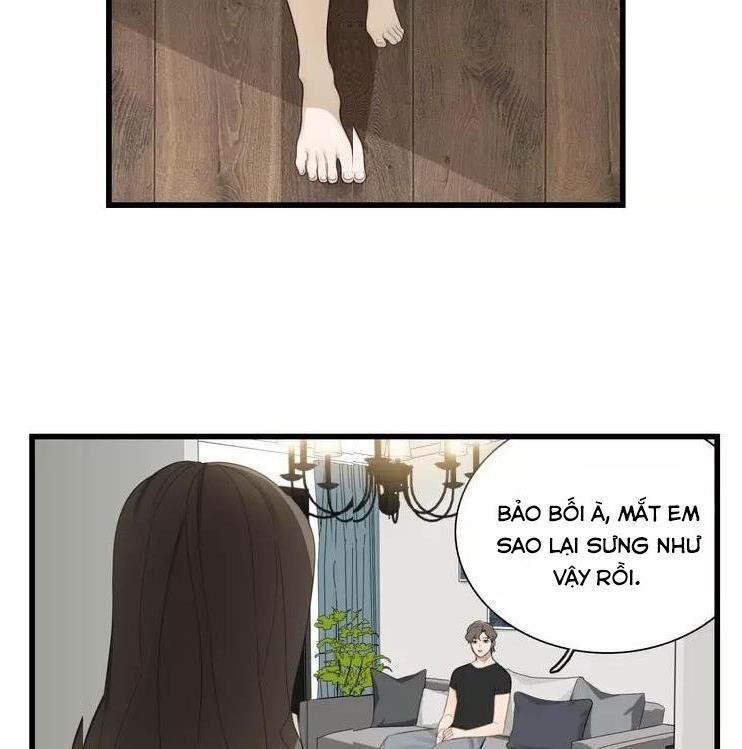 BẢO BỐI À, MẮT EM
SAO LẠI SƯNG NHƯ
VẬY RỒI.